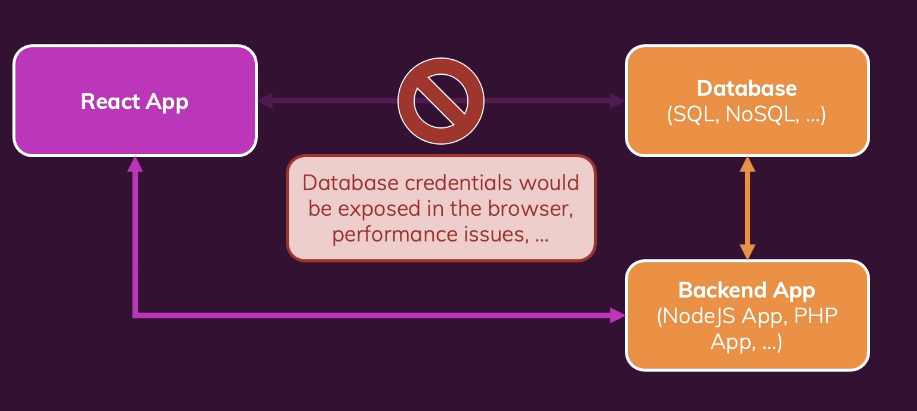 React App
Database
(SQL, NoSQL, ...)
Database credentials would
be exposed in the browser,
performance issues, ...
Backend App
(NodeJS App, PHP
App, ...)